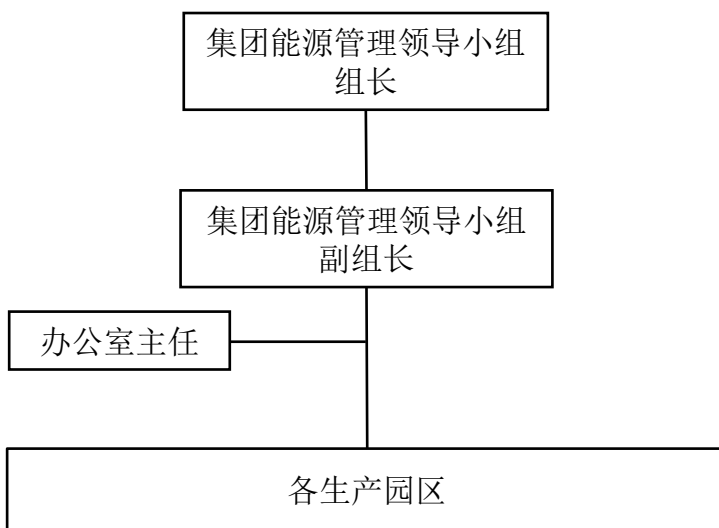 集团能源管理领导小组
组长
集团能源管理领导小组
副组长
办公室主任
各生产园区